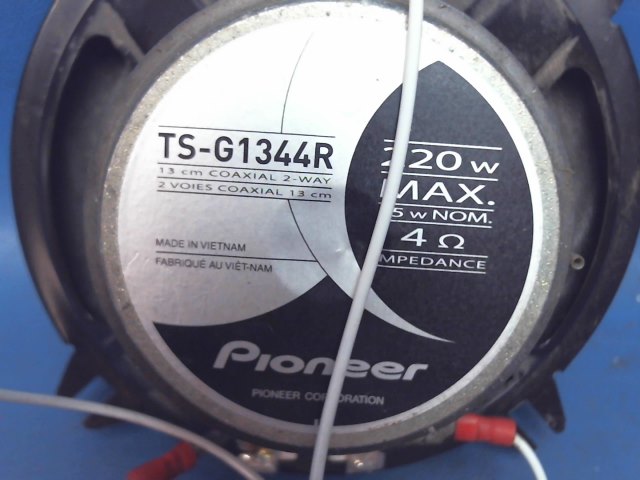 TS-G1344R
13 cm COAXIAL 2-WAY
2 VOIES COAXIAL 13 cm
MADE IN VIETNAM
FABRIQUÉ AU VIÊT-NAM
220 W
MAX.
5 W NOM.
4 Ω
IMPEDANCE
Pioneer
PIONEER CORPORATION